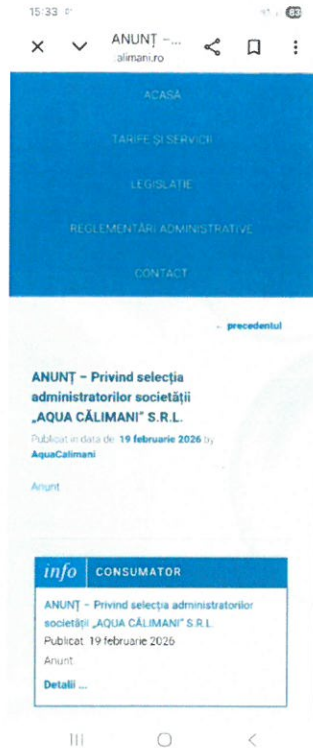 15:33
ANUNȚ –...
alimani.ro
83
ACASĂ
TARIFE ȘI SERVICII
LEGISLAȚIE
REGLEMENTĂRI ADMINISTRATIVE
CONTACT
← precedentul
ANUNȚ – Privind selecția
administratorilor societății
„AQUA CĂLIMANI” S.R.L.
Publicat in data de: 19 februarie 2026 by
AquaCalimani
Anunt
info CONSUMATOR
ANUNȚ – Privind selecția administratorilor
societății „AQUA CĂLIMANI” S.R.L.
Publicat: 19 februarie 2026
Anunt
Detalii ...